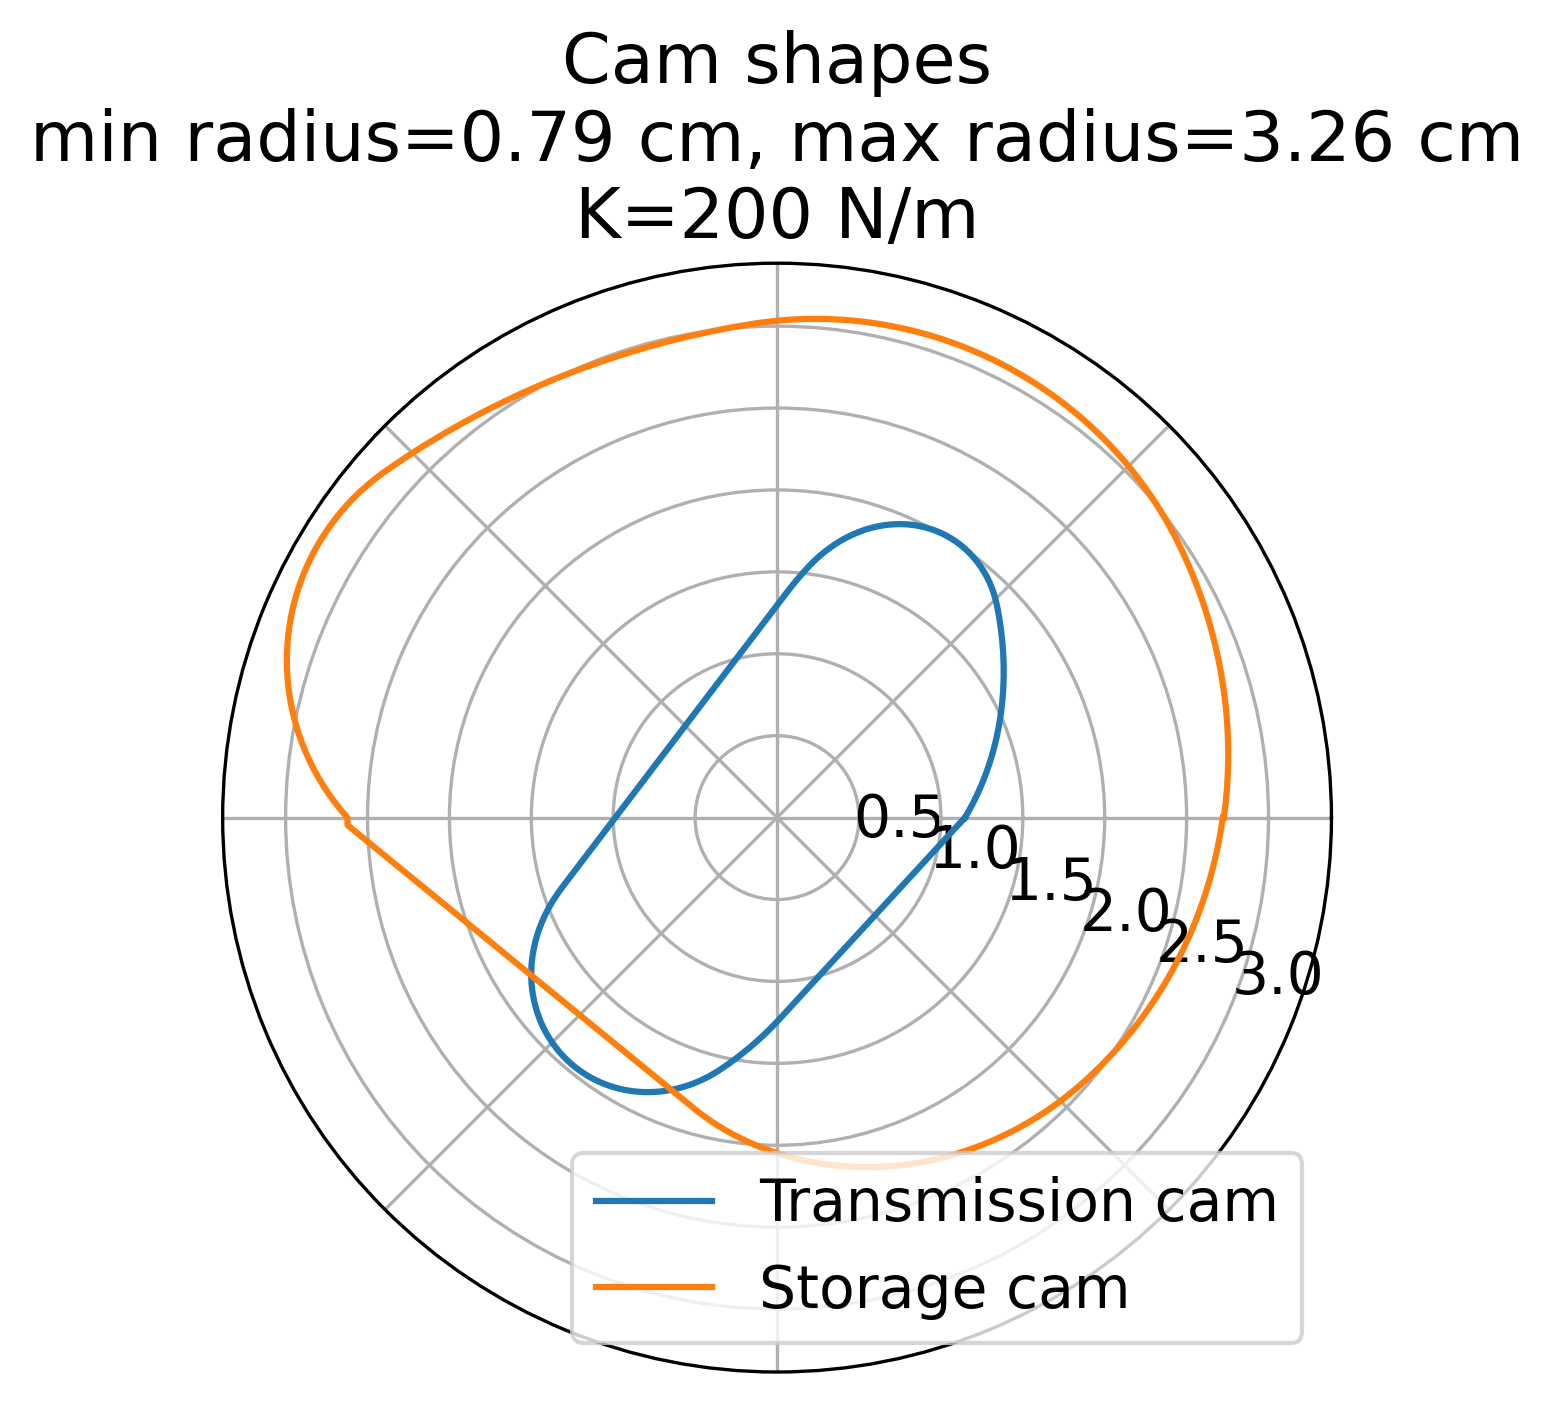 Cam shapes
min radius=0.79 cm, max radius=3.26 cm
K=200 N/m
0.5
1.0
1.5
2.0
2.5
3.0
Transmission cam
Storage cam